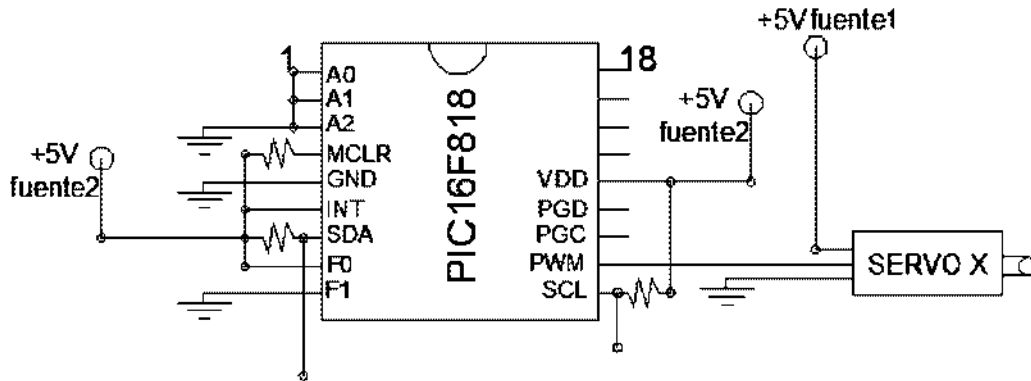 +5V fuente1
1
18
A0
A1
A2
MCLR
GND
INT
SDA
F0
F1
+5V
fuente2
PIC16F818
VDD
PGD
PGC
PWM
SCL
+5V
fuente2
SERVO X